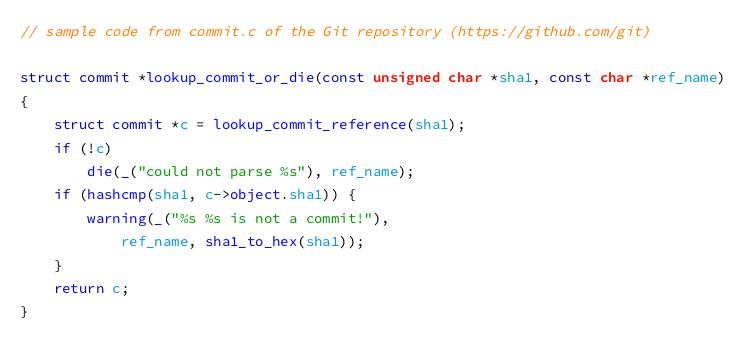 // sample code from commit.c of the Git repository (https://github.com/git)
struct commit *lookup_commit_or_die(const unsigned char *sha1, const char *ref_name)
{
    struct commit *c = lookup_commit_reference(sha1);
    if (!c)
        die(_("could not parse %s"), ref_name);
    if (hashcmp(sha1, c->object.sha1)) {
        warning(_("%s %s is not a commit!"),
            ref_name, sha1_to_hex(sha1));
    }
    return c;
}